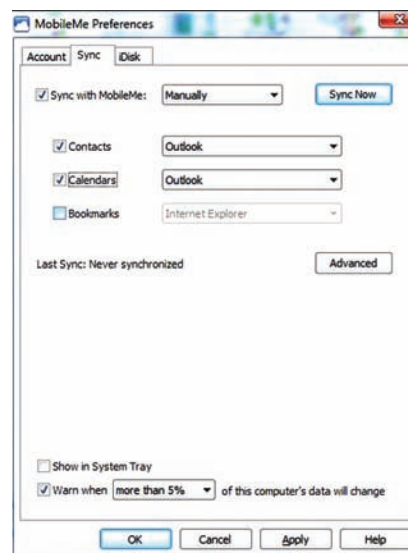 MobileMe Preferences
Account Sync iDisk
Sync with MobileMe: Manually Sync Now
Contacts Outlook
Calendars Outlook
Bookmarks Internet Explorer
Last Sync: Never synchronized Advanced
Show in System Tray
Warn when more than 5% of this computer's data will change
OK Cancel Apply Help